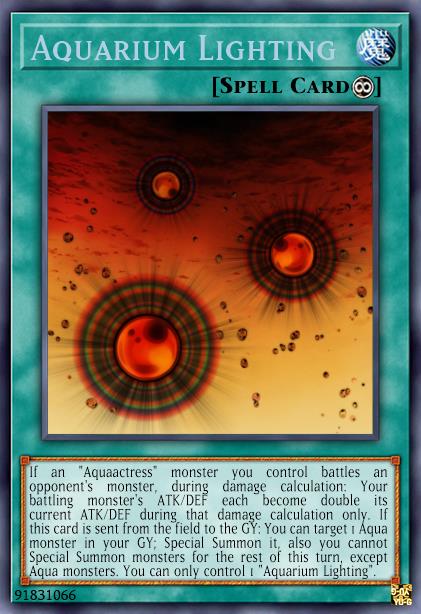 AQUARIUM LIGHTING
魔
[SPELL CARD]
If an "Aquaactress" monster you control battles an
opponent's monster, during damage calculation: Your
battling monster's ATK/DEF each become double its
current ATK/DEF during that damage calculation only. If
this card is sent from the field to the GY: You can target 1 Aqua
monster in your GY; Special Summon it, also you cannot
Special Summon monsters for the rest of this turn, except
Aqua monsters. You can only control 1 "Aquarium Lighting".
91831066